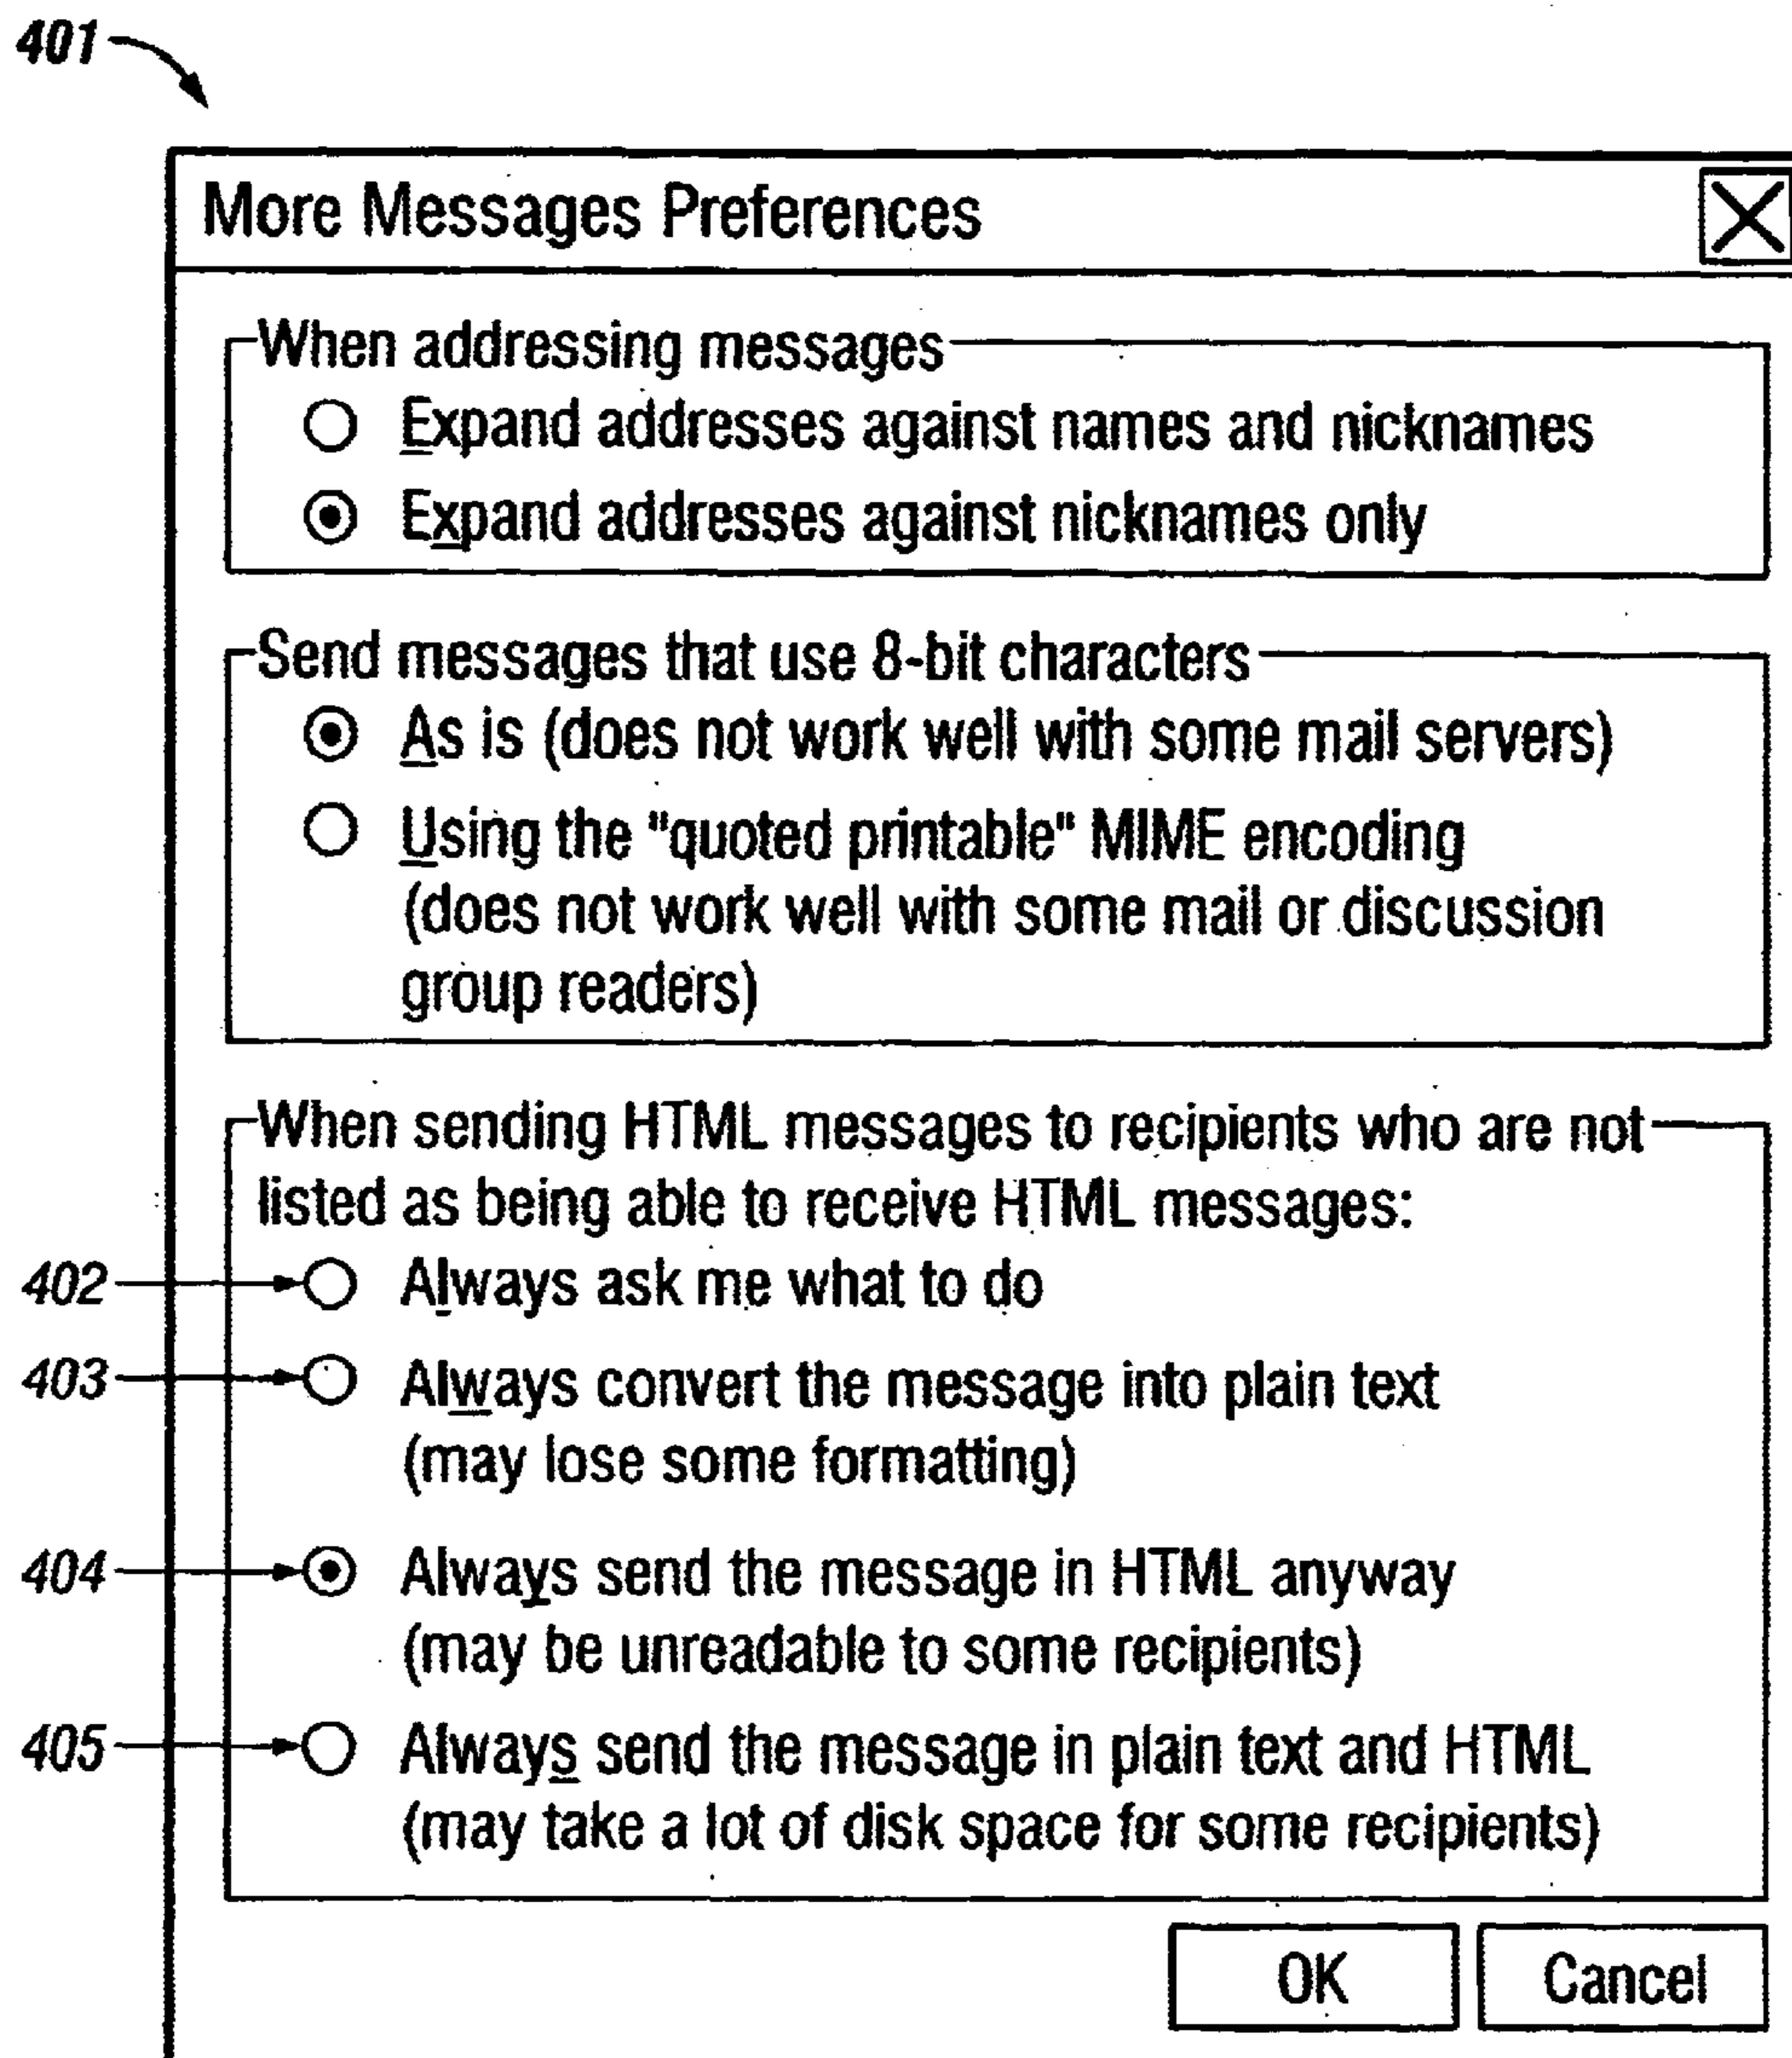 401
More Messages Preferences
When addressing messages
Expand addresses against names and nicknames
Expand addresses against nicknames only
Send messages that use 8-bit characters
As is (does not work well with some mail servers)
Using the "quoted printable" MIME encoding
(does not work well with some mail or discussion
group readers)
When sending HTML messages to recipients who are not
listed as being able to receive HTML messages:
402 Always ask me what to do
403 Always convert the message into plain text
(may lose some formatting)
404 Always send the message in HTML anyway
(may be unreadable to some recipients)
405 Always send the message in plain text and HTML
(may take a lot of disk space for some recipients)
OK Cancel